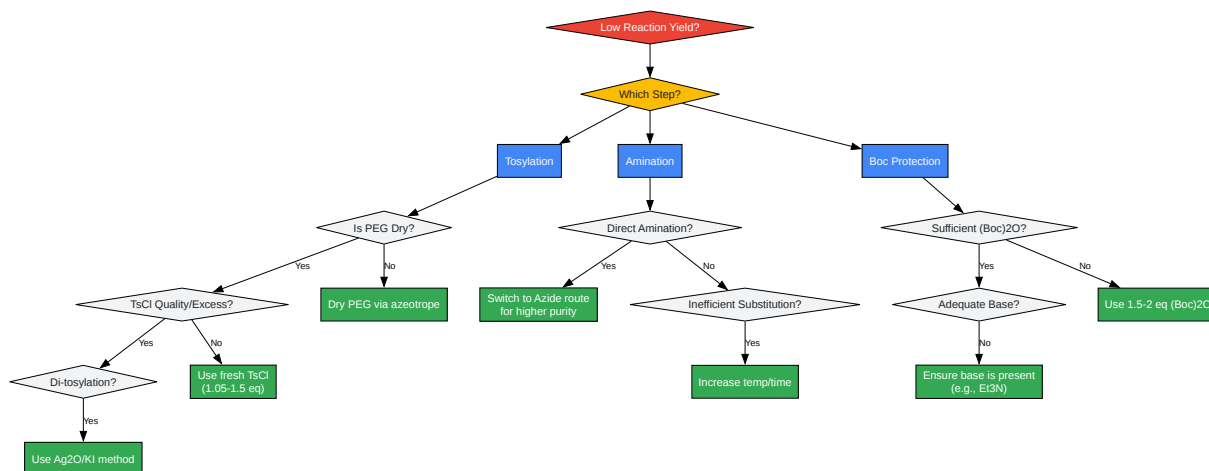 Low Reaction Yield?
Which Step?
Tosylation
Amination
Boc Protection
Is PEG Dry?
Direct Amination?
Sufficient (Boc)2O?
Yes
No
Yes
No
Yes
No
TsCl Quality/Excess?
Dry PEG via azeotrope
Switch to Azide route
for higher purity
Inefficient Substitution?
Adequate Base?
Use 1.5-2 eq (Boc)2O
Yes
No
Yes
No
Di-tosylation?
Use fresh TsCl
(1.05-1.5 eq)
Increase temp/time
Ensure base is present
(e.g., Et3N)
Yes
Use Ag2O/KI method